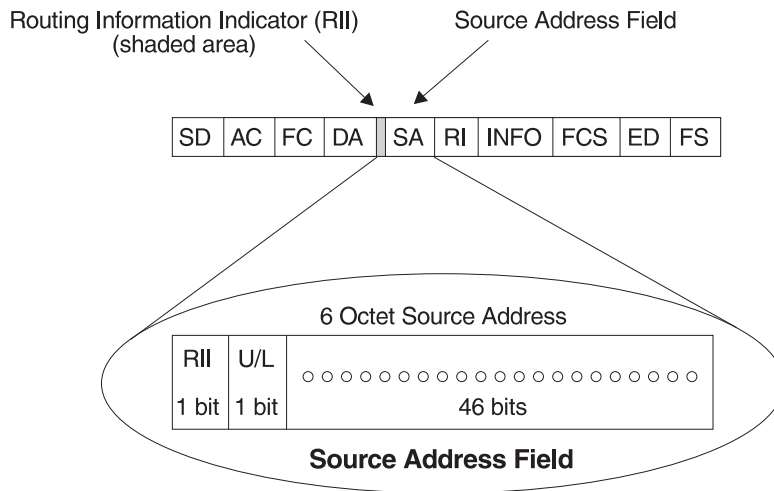 Routing Information Indicator (RII)
(shaded area)
Source Address Field
SD AC FC DA SA RI INFO FCS ED FS
6 Octet Source Address
RII U/L
1 bit 1 bit 46 bits
Source Address Field